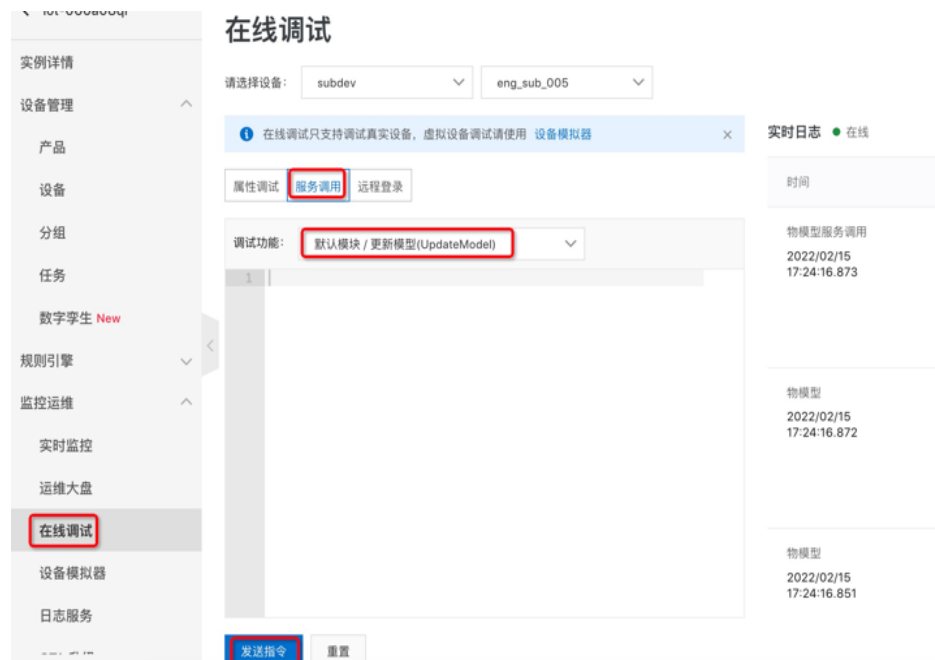 在线调试
实例详情
设备管理
产品
设备
分组
任务
数字孪生 New
规则引擎
监控运维
实时监控
运维大盘
在线调试
设备模拟器
日志服务
请选择设备: subdev eng_sub_005
在线调试只支持调试真实设备，虚拟设备调试请使用 设备模拟器
属性调试 服务调用 远程登录
调试功能: 默认模块 / 更新模型(UpdateModel)
1
发送指令 重置
实时日志 在线
时间
物模型服务调用
2022/02/15
17:24:16.873
物模型
2022/02/15
17:24:16.872
物模型
2022/02/15
17:24:16.851